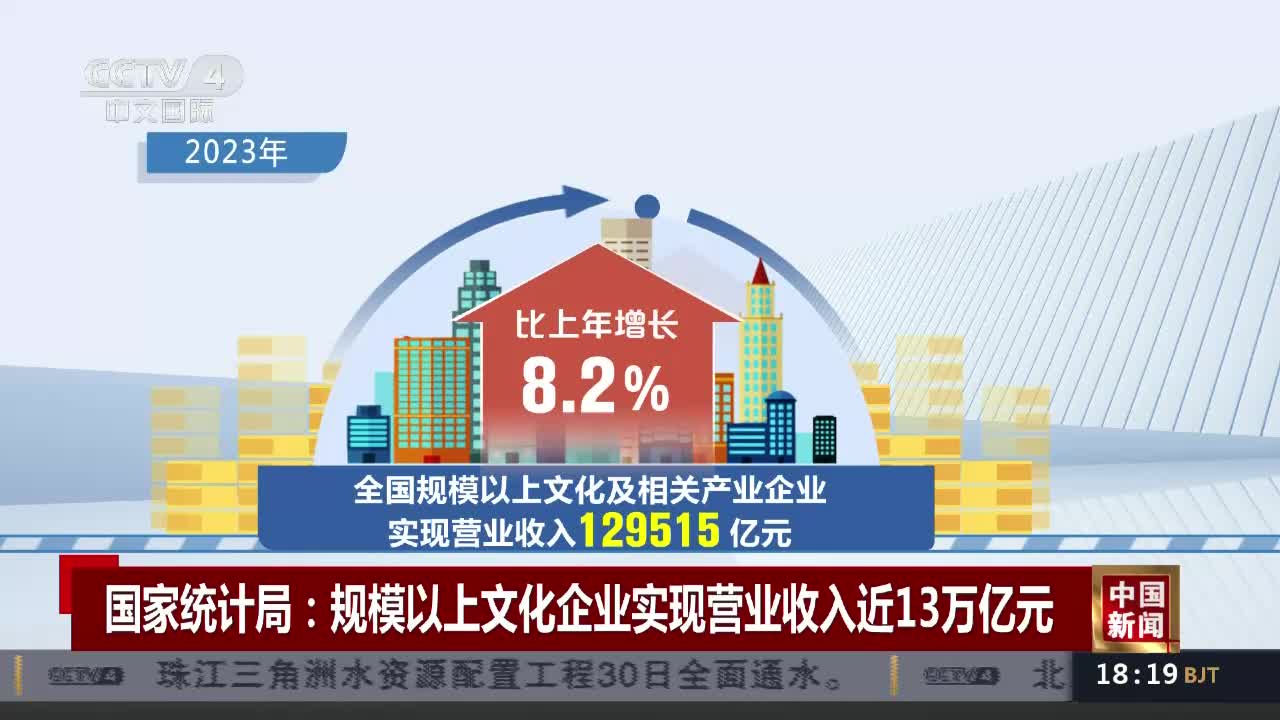 CCTV 4
中文国际
2023年
比上年增长
8.2%
全国规模以上文化及相关产业企业
实现营业收入129515亿元
国家统计局：规模以上文化企业实现营业收入近13万亿元
中国
新闻
CCTV4 珠江三角洲水资源配置工程30日全面通水。 CCTV4 北
18:19 BJT